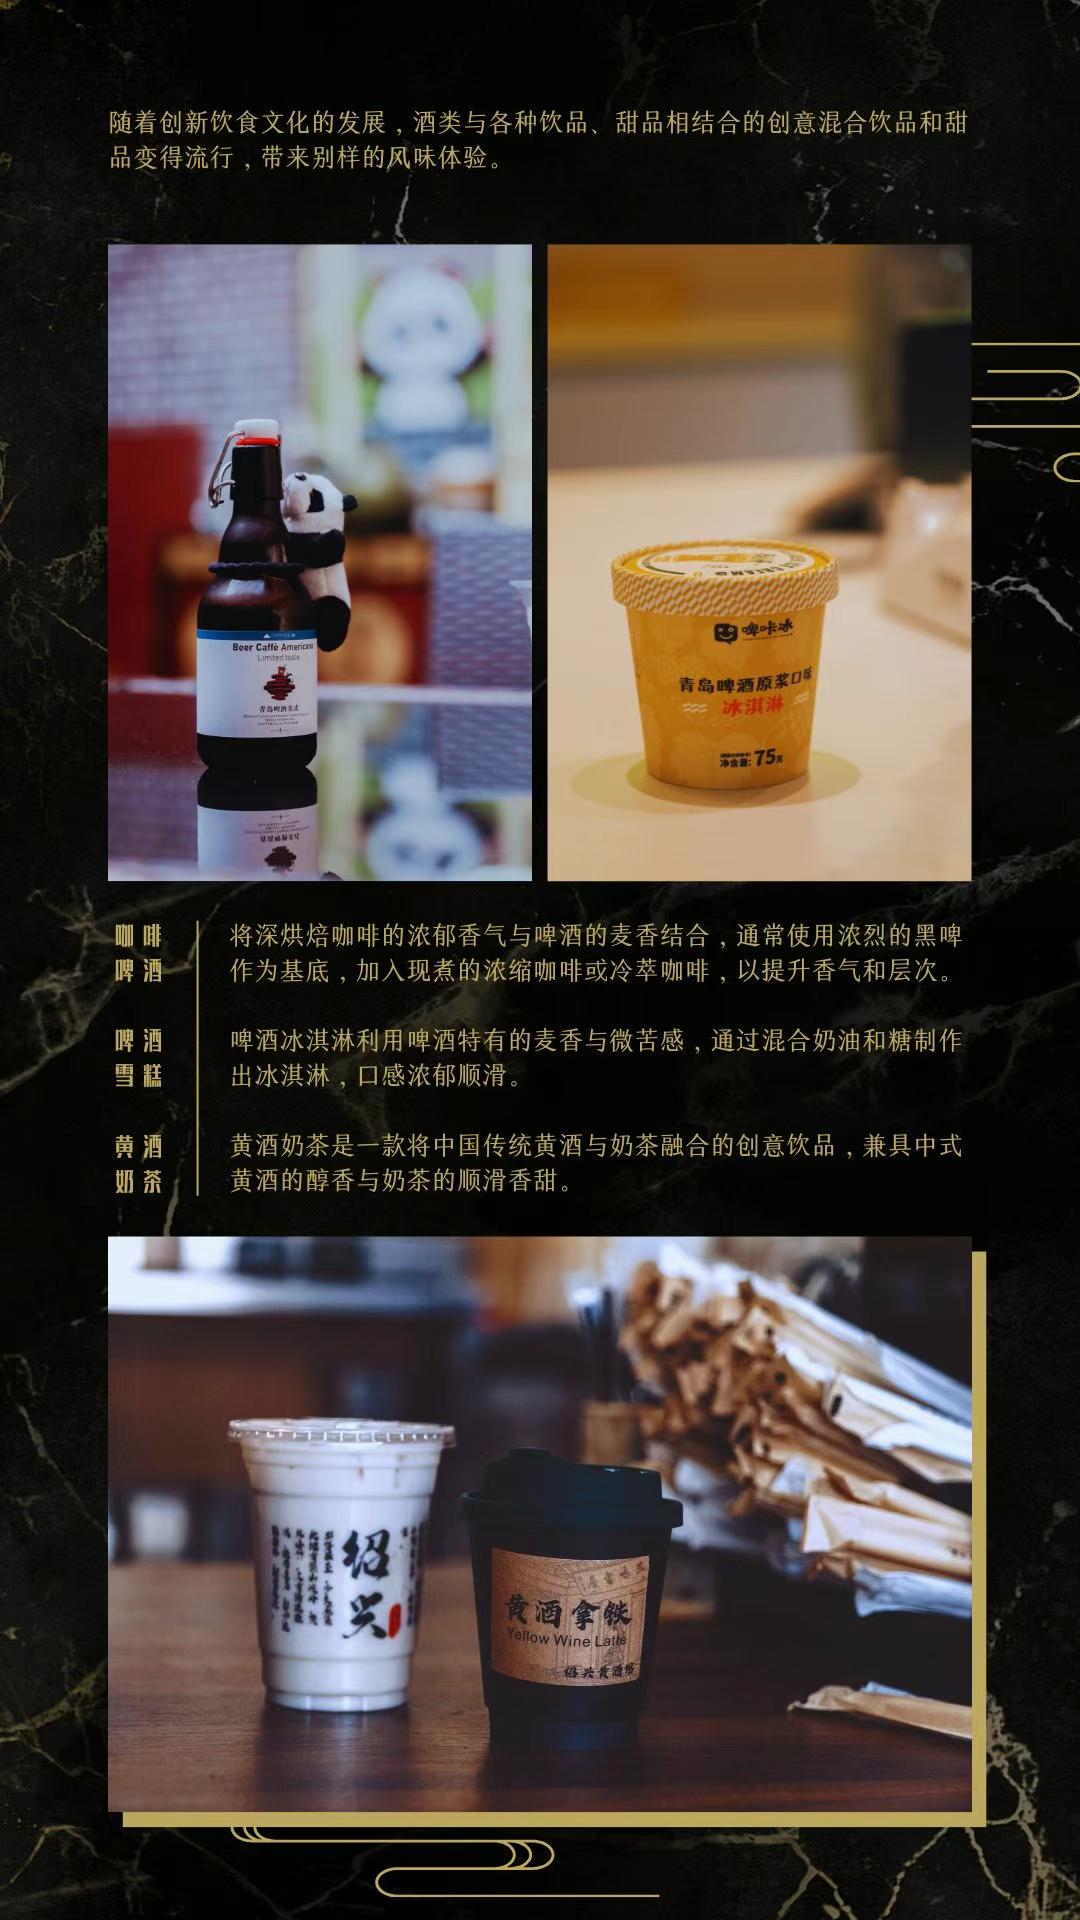 随着创新饮食文化的发展，酒类与各种饮品、甜品相结合的创意混合饮品和甜
品变得流行，带来别样的风味体验。
Beer Caffè Americano
Limited taste
青岛啤酒美式
啤咔冰
青岛啤酒原浆口味
冰淇淋
净含量: 75克
咖啡
啤酒
将深烘焙咖啡的浓郁香气与啤酒的麦香结合，通常使用浓烈的黑啤
作为基底，加入现煮的浓缩咖啡或冷萃咖啡，以提升香气和层次。
啤酒
雪糕
啤酒冰淇淋利用啤酒特有的麦香与微苦感，通过混合奶油和糖制作
出冰淇淋，口感浓郁顺滑。
黄酒
奶茶
黄酒奶茶是一款将中国传统黄酒与奶茶融合的创意饮品，兼具中式
黄酒的醇香与奶茶的顺滑香甜。
绍兴
黄酒拿铁
Yellow Wine Latte
绍兴黄酒馆